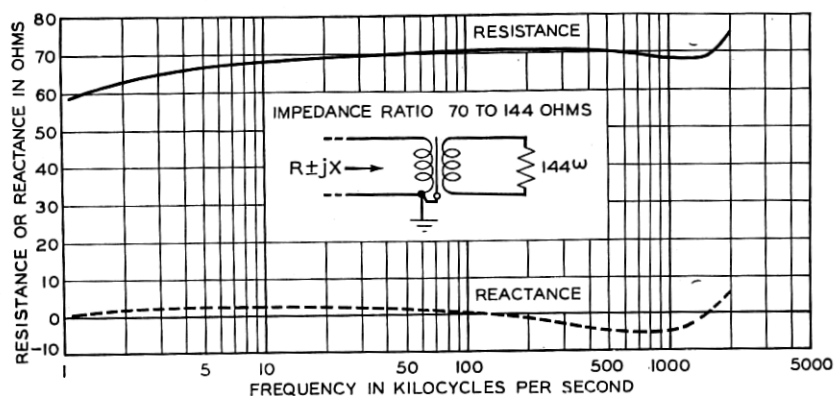 RESISTANCE OR REACTANCE IN OHMS
80
70
60
50
40
30
20
10
0
-10
RESISTANCE
IMPEDANCE RATIO 70 TO 144 OHMS
R±jX
144ω
REACTANCE
1 5 10 50 100 500 1000 5000
FREQUENCY IN KILOCYCLES PER SECOND